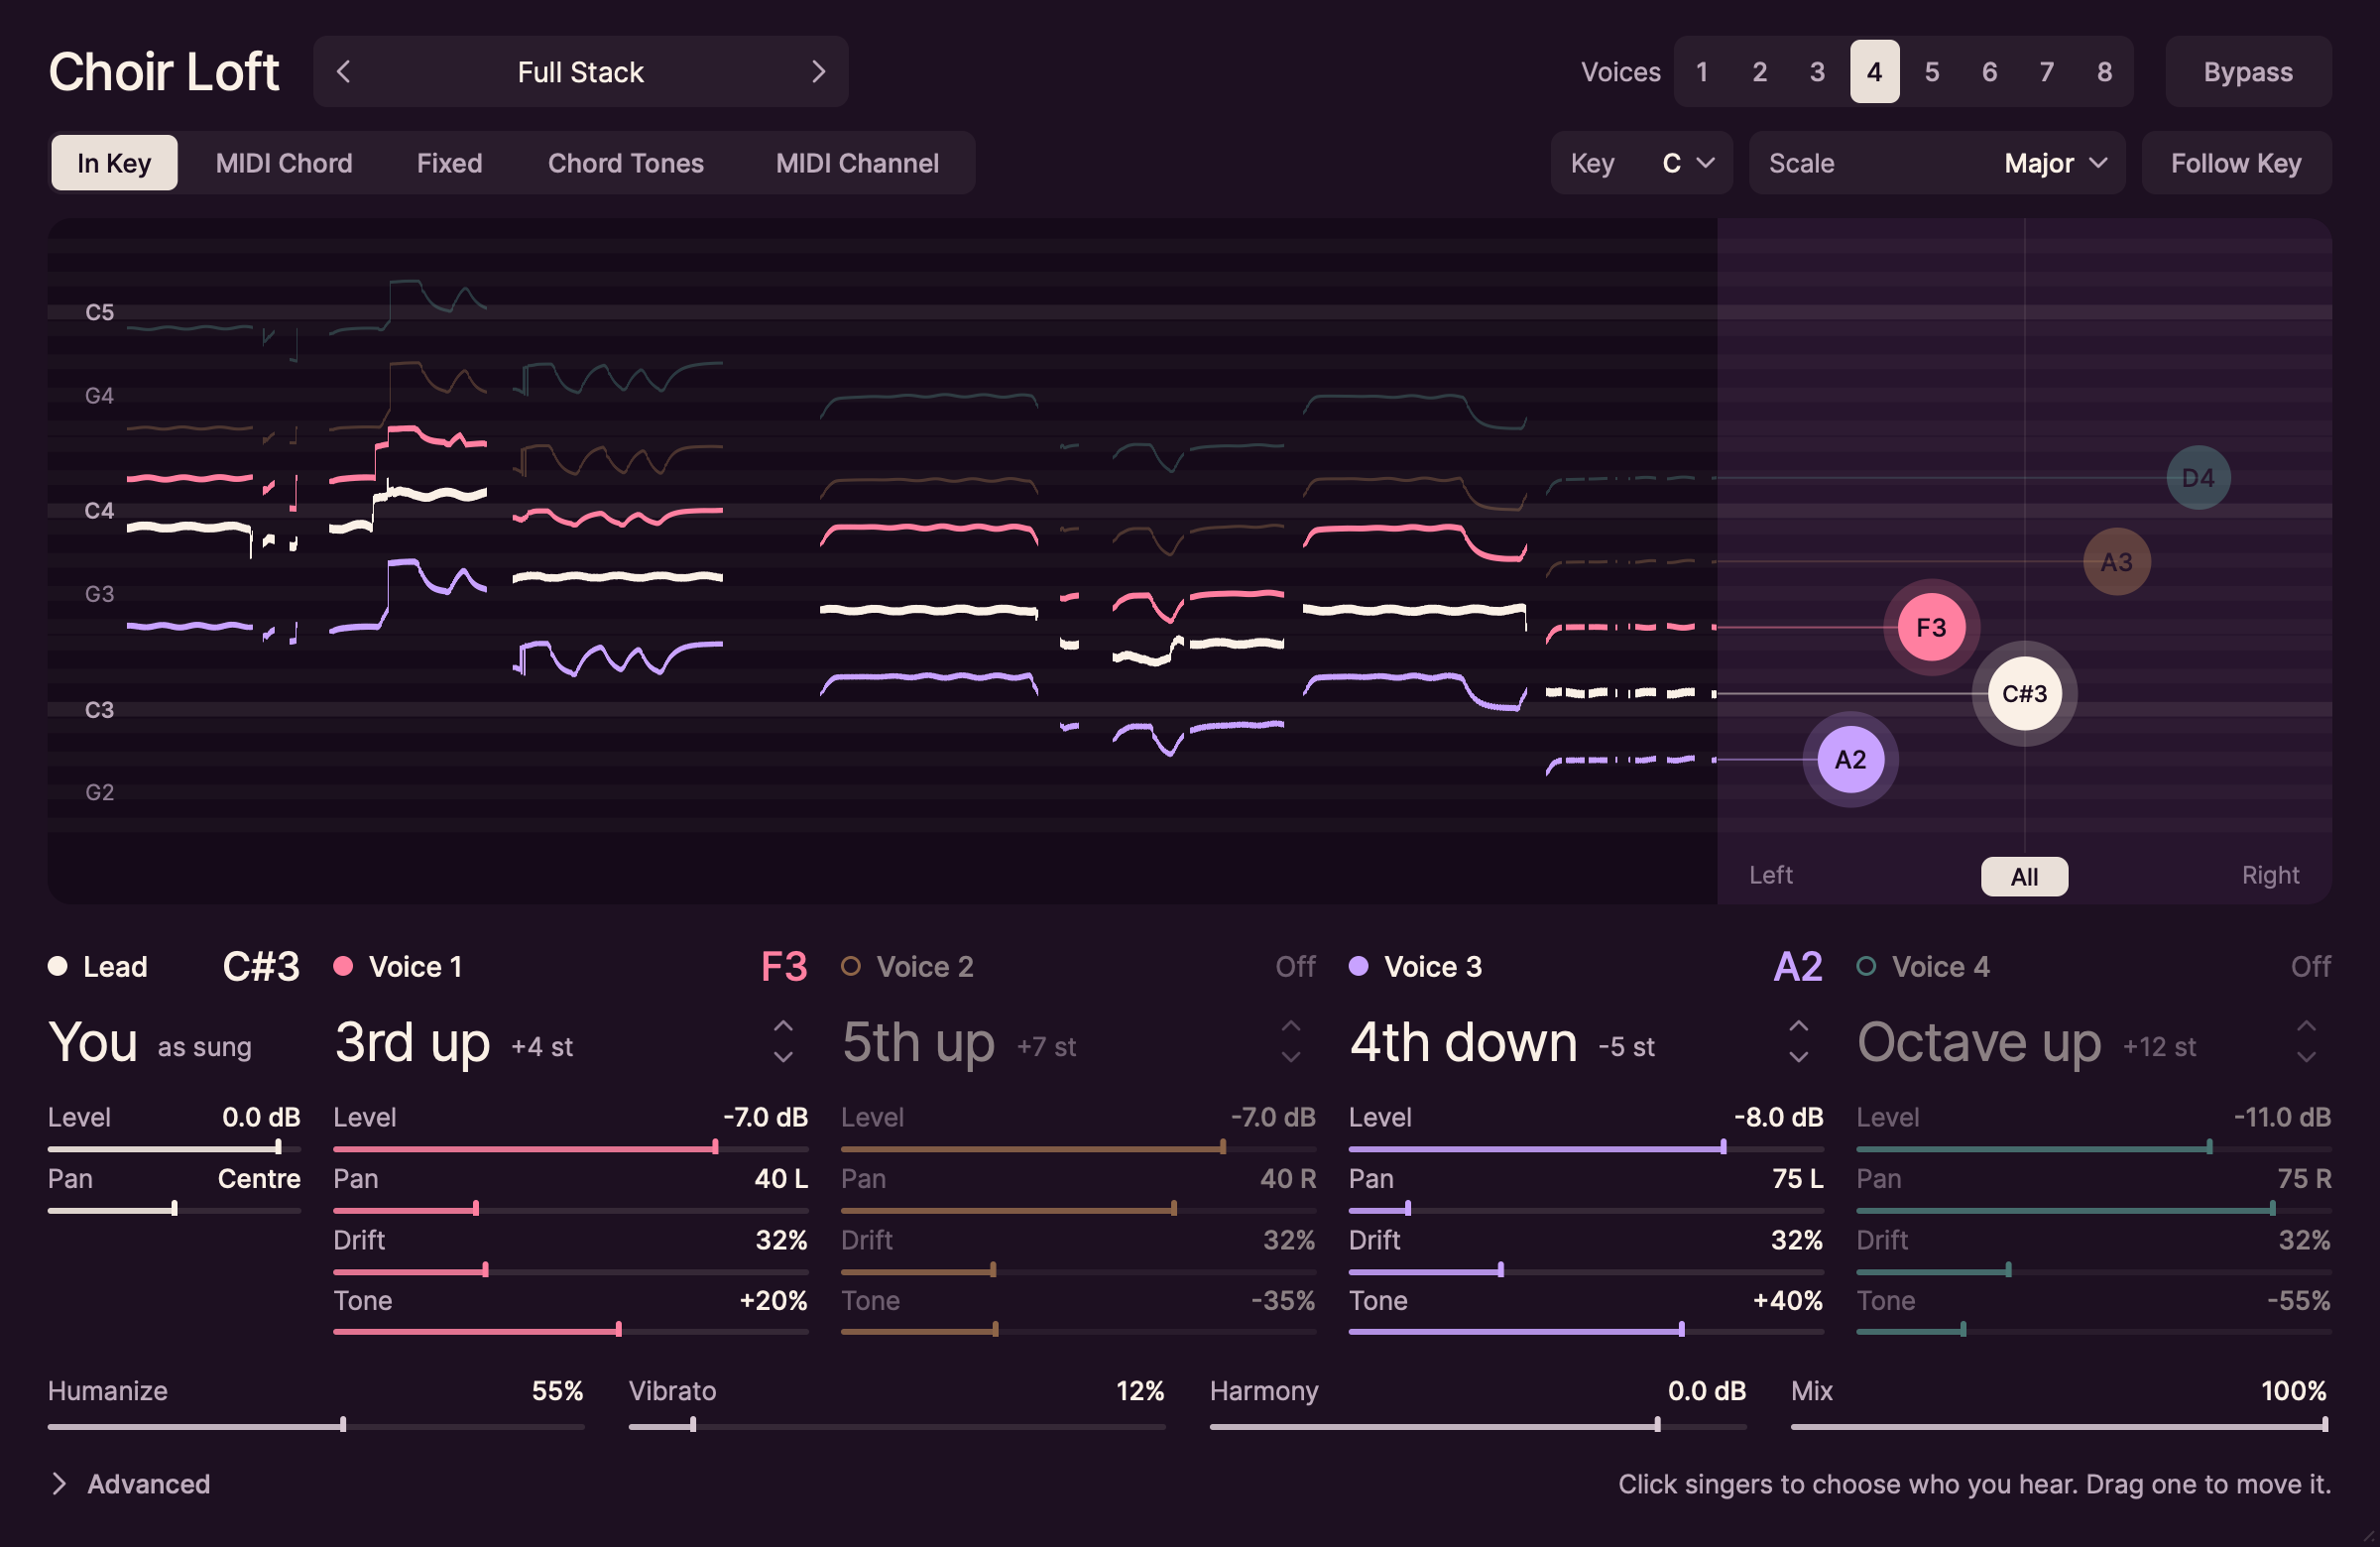 Choir Loft
Full Stack
Voices 1 2 3 4 5 6 7 8
Bypass
In Key MIDI Chord Fixed Chord Tones MIDI Channel
Key C
Scale Major
Follow Key
C5
G4
C4
G3
C3
G2
D4
A3
F3
C#3
A2
Left All Right
Lead C#3
You as sung
Level 0.0 dB
Pan Centre
Voice 1 F3
3rd up +4 st
Level -7.0 dB
Pan 40 L
Drift 32%
Tone +20%
Voice 2 Off
5th up +7 st
Level -7.0 dB
Pan 40 R
Drift 32%
Tone -35%
Voice 3 A2
4th down -5 st
Level -8.0 dB
Pan 75 L
Drift 32%
Tone +40%
Voice 4 Off
Octave up +12 st
Level -11.0 dB
Pan 75 R
Drift 32%
Tone -55%
Humanize 55%
Vibrato 12%
Harmony 0.0 dB
Mix 100%
Advanced
Click singers to choose who you hear. Drag one to move it.